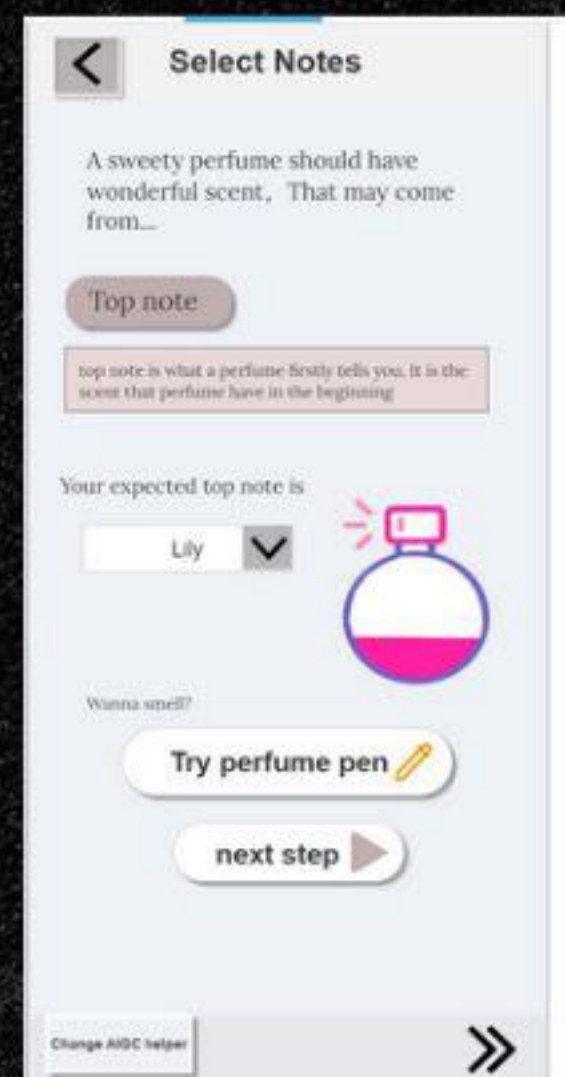 Select Notes
A sweety perfume should have
wonderful scent, That may come
from...
Top note
top note is what a perfume firstly tells you, it is the
scent that perfume have in the beginning
Your expected top note is
Lily
Wanna smell?
Try perfume pen
next step
Change AIGC helper